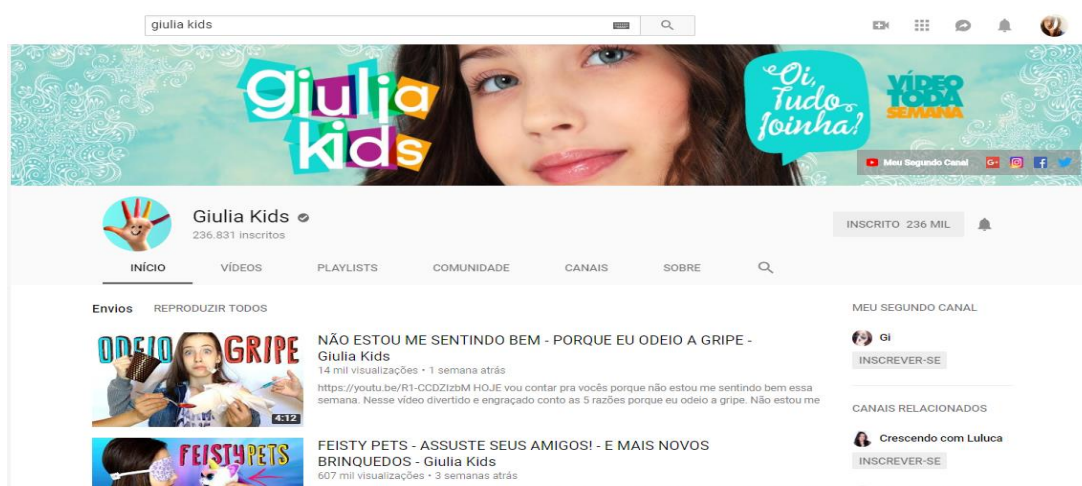 giulia kids
giulia
kids
Oi,
Tudo
Joinha?
VÍDEO
TODA
SEMANA
Meu Segundo Canal
G+
Giulia Kids
236.831 inscritos
INSCRITO 236 MIL
INÍCIO VÍDEOS PLAYLISTS COMUNIDADE CANAIS SOBRE
Envios REPRODUZIR TODOS
ODEIO GRIPE
4:12
NÃO ESTOU ME SENTINDO BEM - PORQUE EU ODEIO A GRIPE -
Giulia Kids
14 mil visualizações • 1 semana atrás
https://youtu.be/R1-CCDZIzbM HOJE vou contar pra vocês porque não estou me sentindo bem essa
semana. Nesse vídeo divertido e engraçado conto as 5 razões porque eu odeio a gripe. Não estou me
FEISTY PETS
FEISTY PETS - ASSUSTE SEUS AMIGOS! - E MAIS NOVOS
BRINQUEDOS - Giulia Kids
607 mil visualizações • 3 semanas atrás
MEU SEGUNDO CANAL
Gi
INSCREVER-SE
CANAIS RELACIONADOS
Crescendo com Luluca
INSCREVER-SE